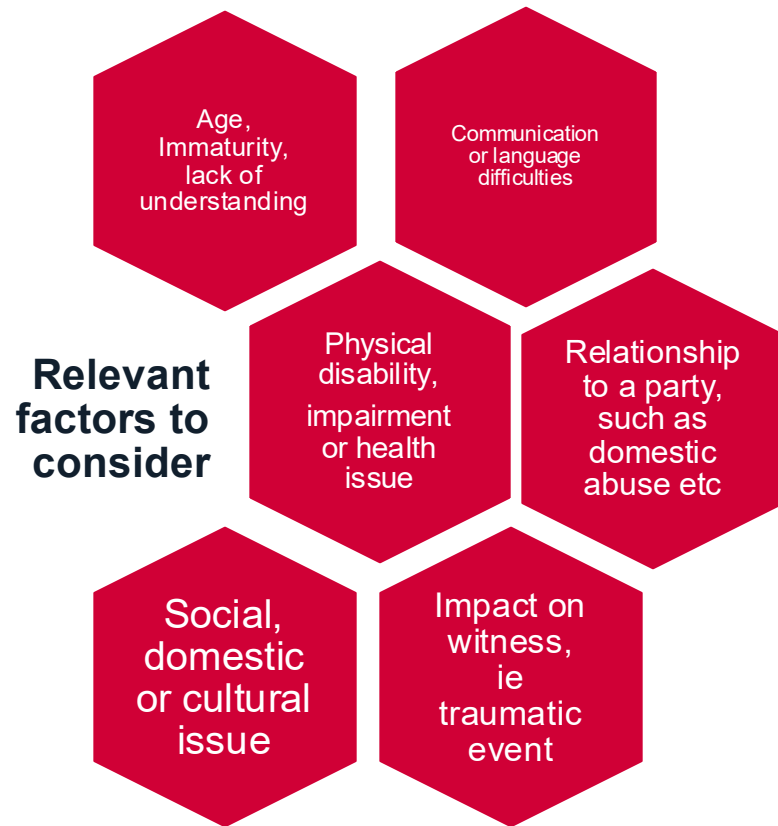 Age,
Immaturity,
lack of
understanding
Communication
or language
difficulties
Relevant
factors to
consider
Physical
disability,
impairment
or health
issue
Relationship
to a party,
such as
domestic
abuse etc
Social,
domestic
or cultural
issue
Impact on
witness,
ie
traumatic
event